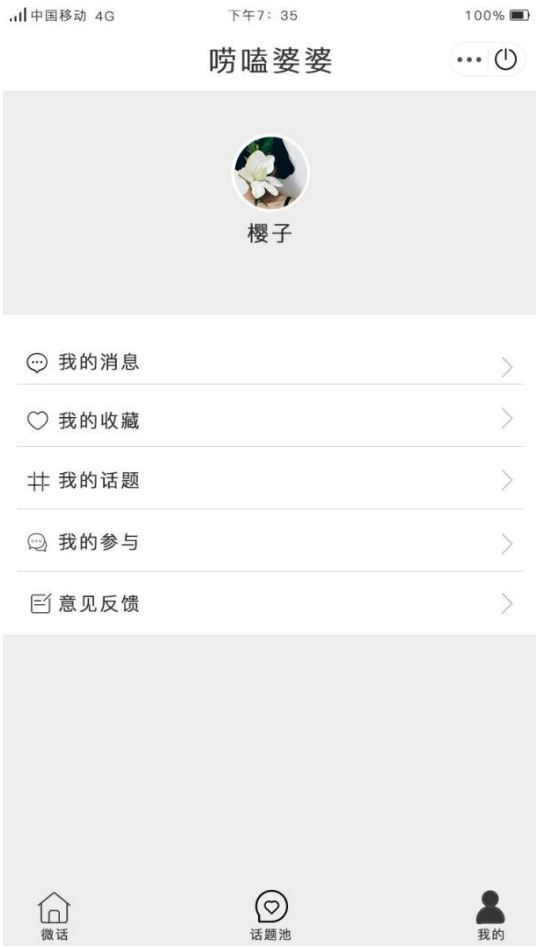 中国移动 4G 下午7：35 100%
唠嗑婆婆
樱子
我的消息
我的收藏
我的话题
我的参与
意见反馈
微话 话题池 我的